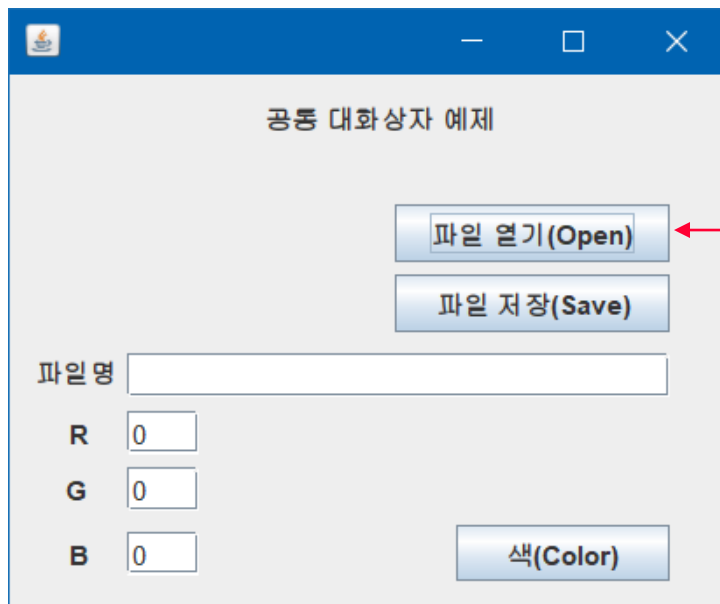 공통 대화상자 예제
파일 열기(Open)
파일 저장(Save)
파일명
R 0
G 0
B 0
색(Color)